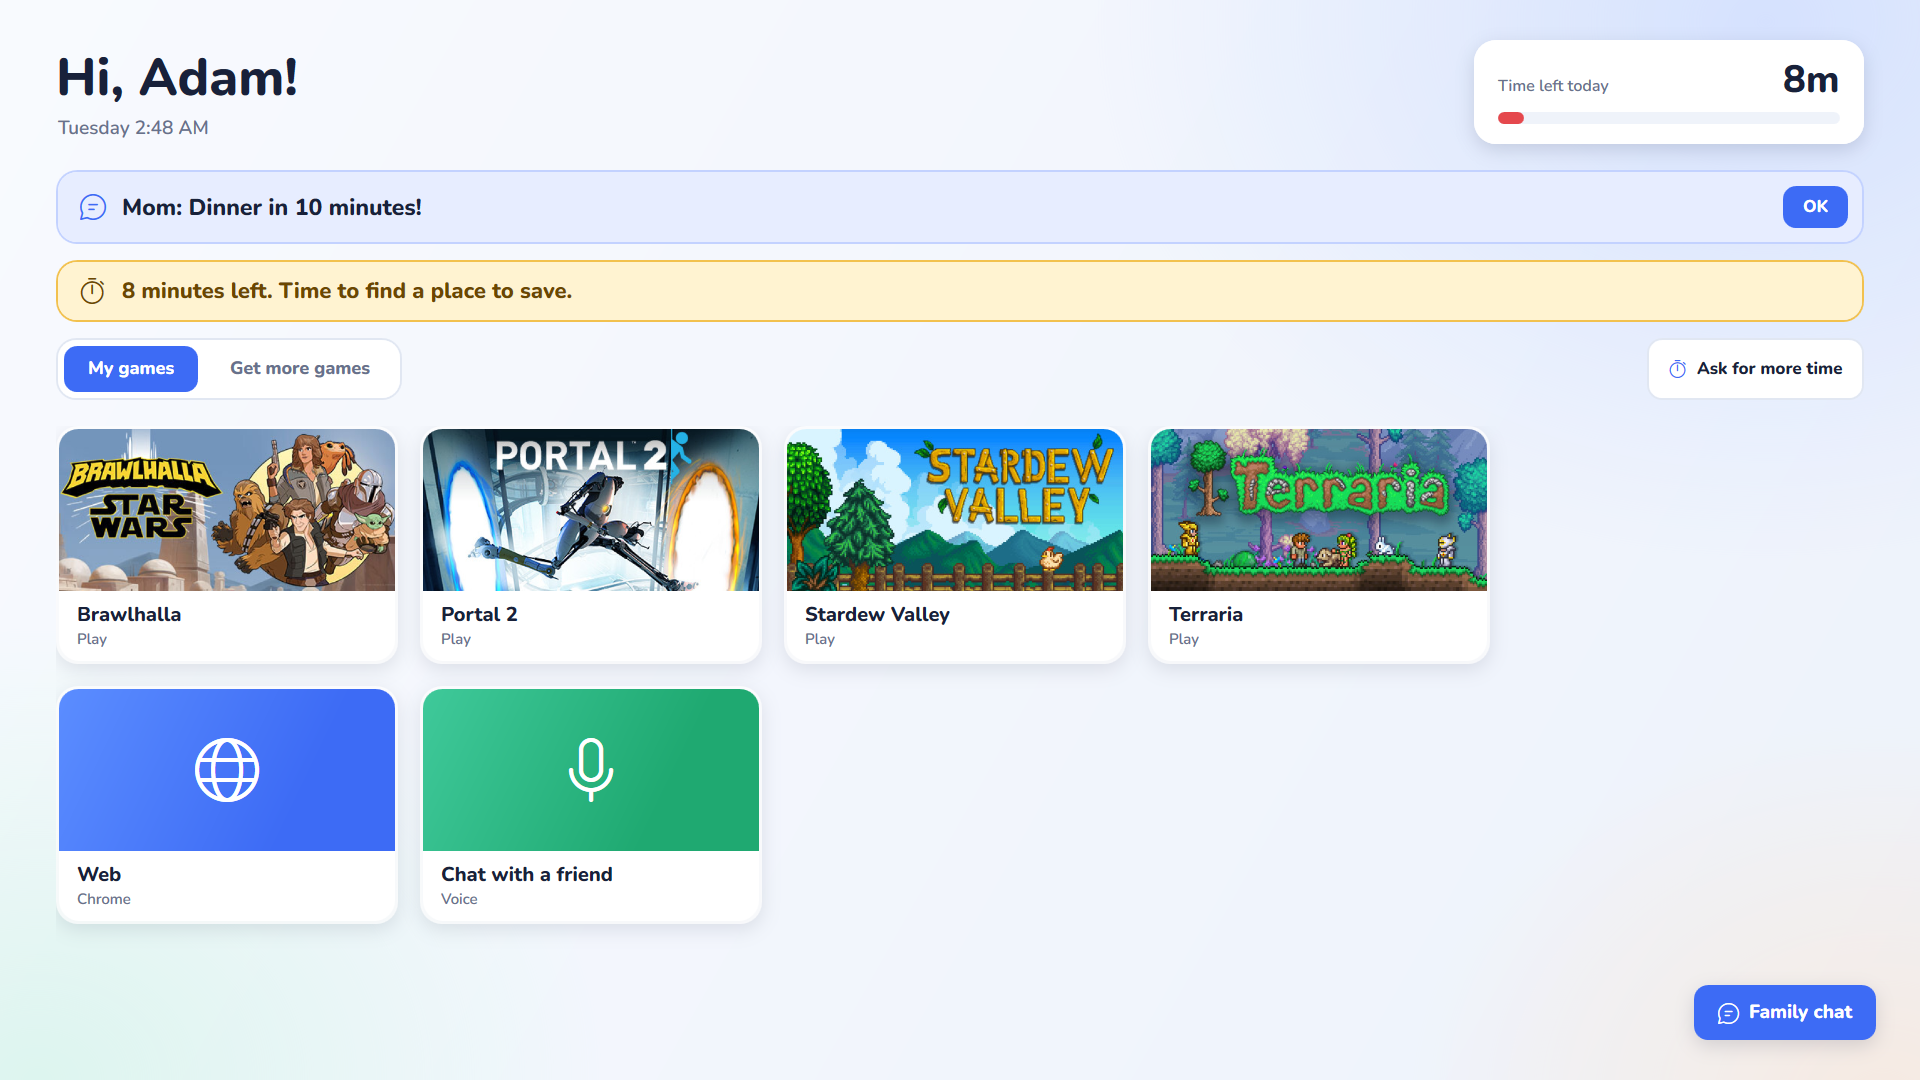 Hi, Adam!
Tuesday 2:48 AM
Time left today
8m
Mom: Dinner in 10 minutes!
OK
8 minutes left. Time to find a place to save.
My games
Get more games
Ask for more time
BRAWLHALLA
STAR
WARS
PORTAL 2
STARDEW
VALLEY
Terraria
Brawlhalla
Play
Portal 2
Play
Stardew Valley
Play
Terraria
Play
Web
Chrome
Chat with a friend
Voice
Family chat